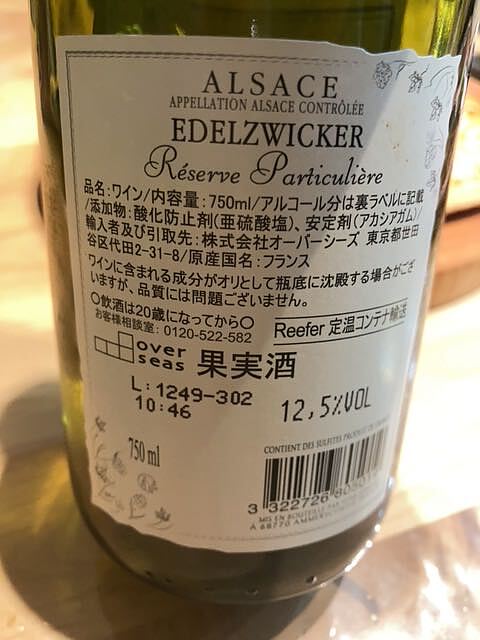 ALSACE
APPELLATION ALSACE CONTRÔLÉE
EDELZWICKER
Réserve Particulière
品名:ワイン/内容量:750ml/アルコール分は裏ラベルに記載
/添加物:酸化防止剤(亜硫酸塩)、安定剤(アカシアガム)/
輸入者及び引取先:株式会社オーバーシーズ 東京都世田
谷区代田2-31-8/原産国名:フランス
ワインに含まれる成分がオリとして瓶底に沈殿する場合がござ
いますが、品質には問題ございません。
○飲酒は20歳になってから○
お客様相談室:0120-522-582
Reefer 定温コンテナ輸送
over
seas
果実酒
L:1249-302
10:46
12,5%VOL
750 ml
CONTIENT DES SULFITES PRODUIT DE
3 322726 80501
MIS EN BOUTEILLE PAR
A 68770